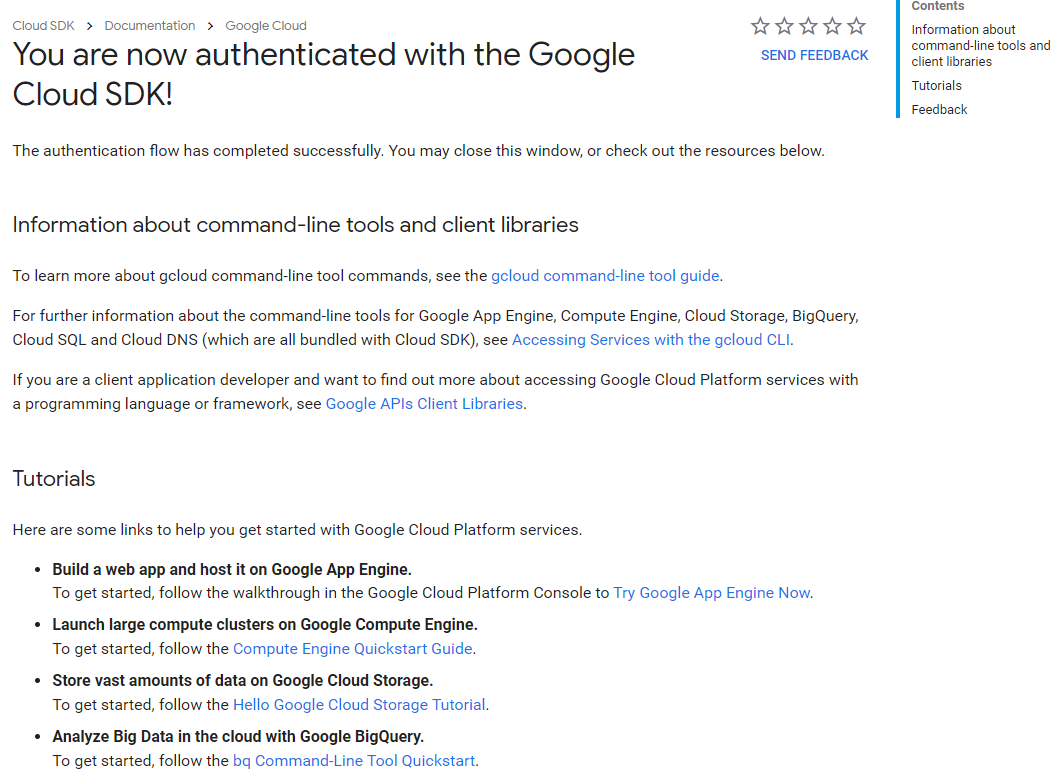 Cloud SDK > Documentation > Google Cloud
You are now authenticated with the Google
Cloud SDK!
SEND FEEDBACK
Contents
Information about
command-line tools and
client libraries
Tutorials
Feedback
The authentication flow has completed successfully. You may close this window, or check out the resources below.
Information about command-line tools and client libraries
To learn more about gcloud command-line tool commands, see the gcloud command-line tool guide.
For further information about the command-line tools for Google App Engine, Compute Engine, Cloud Storage, BigQuery,
Cloud SQL and Cloud DNS (which are all bundled with Cloud SDK), see Accessing Services with the gcloud CLI.
If you are a client application developer and want to find out more about accessing Google Cloud Platform services with
a programming language or framework, see Google APIs Client Libraries.
Tutorials
Here are some links to help you get started with Google Cloud Platform services.
• Build a web app and host it on Google App Engine.
To get started, follow the walkthrough in the Google Cloud Platform Console to Try Google App Engine Now.
• Launch large compute clusters on Google Compute Engine.
To get started, follow the Compute Engine Quickstart Guide.
• Store vast amounts of data on Google Cloud Storage.
To get started, follow the Hello Google Cloud Storage Tutorial.
• Analyze Big Data in the cloud with Google BigQuery.
To get started, follow the bq Command-Line Tool Quickstart.